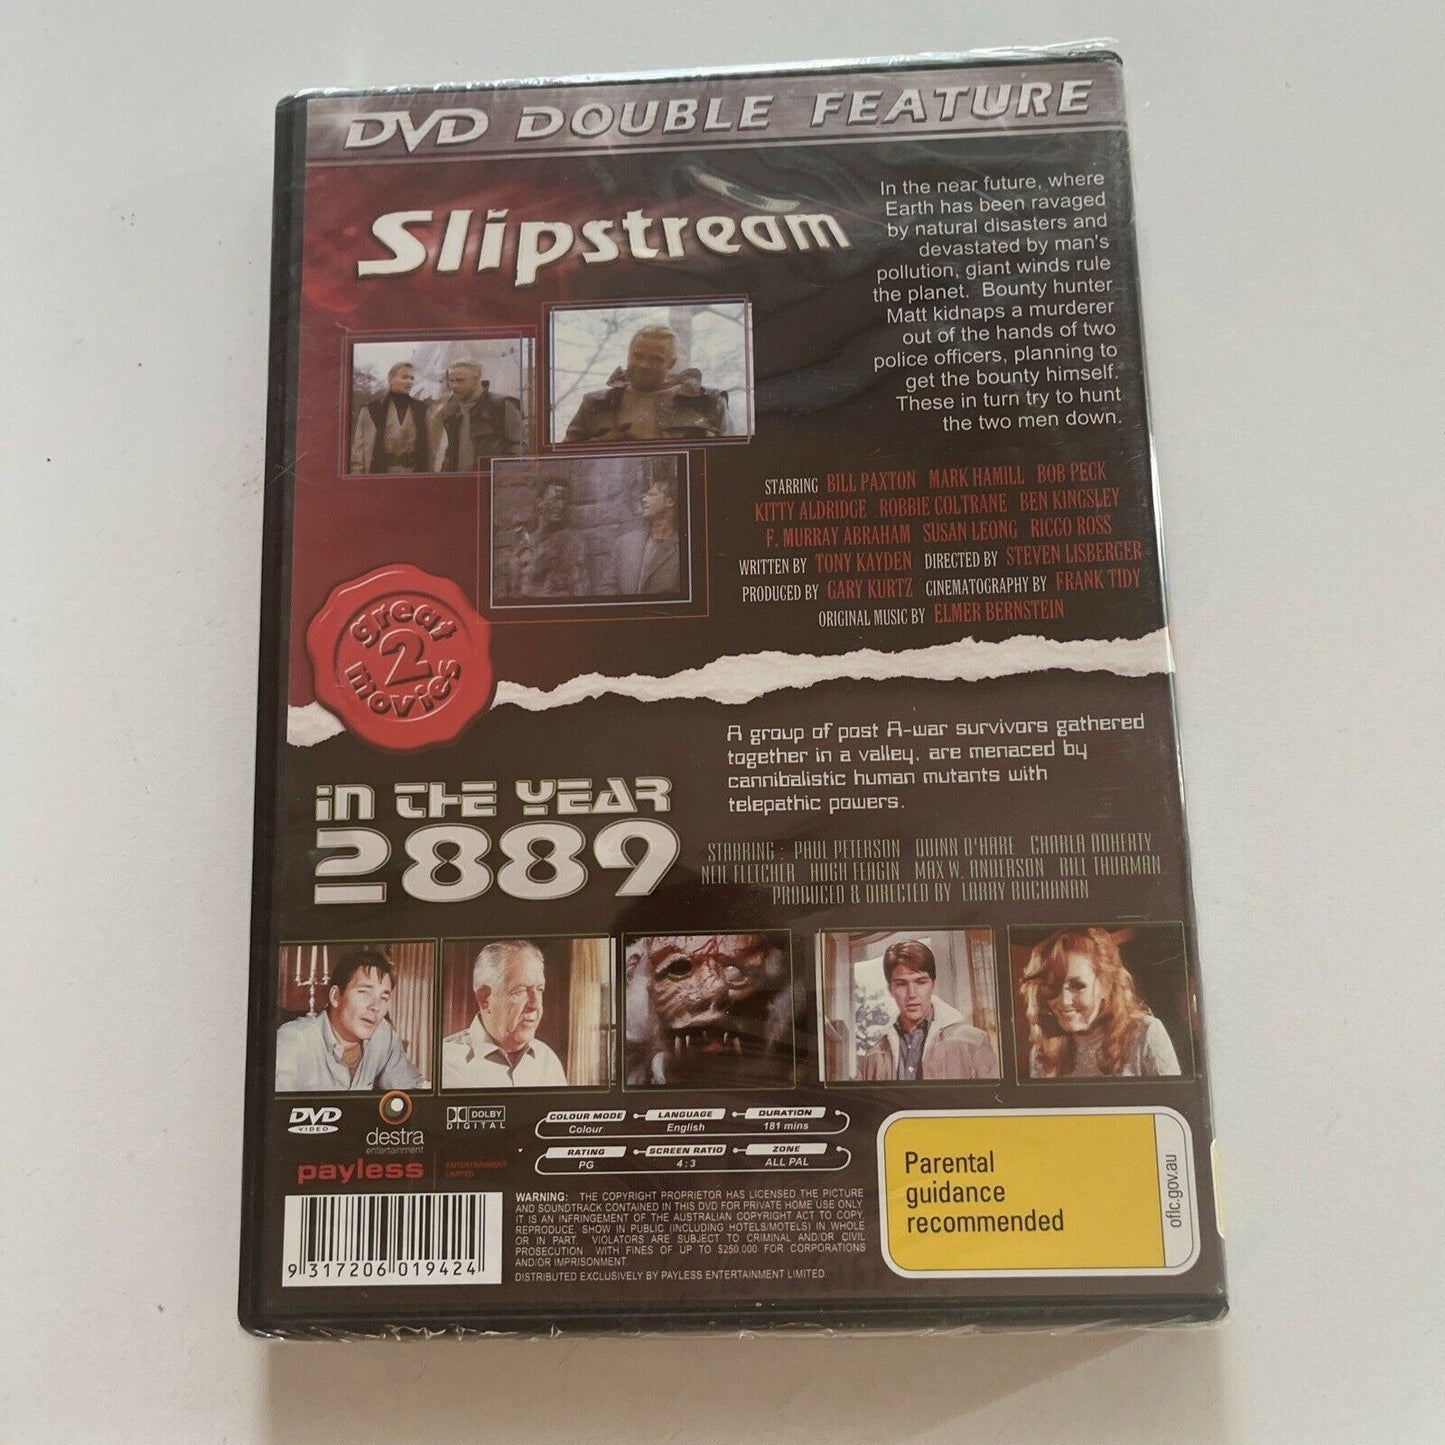 DVD DOUBLE FEATURE
Slipstream
In the near future, where
Earth has been ravaged
by natural disasters and
devastated by man's
pollution, giant winds rule
the planet. Bounty hunter
Matt kidnaps a murderer
out of the hands of two
police officers, planning to
get the bounty himself.
These in turn try to hunt
the two men down.
STARRING BILL PAXTON MARK HAMILL BOB PECK
KITTY ALDRIDGE ROBBIE COLTRANE BEN KINGSLEY
F. MURRAY ABRAHAM SUSAN LEONG RICCO ROSS
WRITTEN BY TONY KAYDEN DIRECTED BY STEVEN LISBERGER
PRODUCED BY GARY KURTZ CINEMATOGRAPHY BY FRANK TIDY
ORIGINAL MUSIC BY ELMER BERNSTEIN
great
2
movies
A group of post A-war survivors gathered
together in a valley, are menaced by
cannibalistic human mutants with
telepathic powers.
IN THE YEAR
2889
STARRING : PAUL PETERSON QUINN O'HARE CHARLA DOHERTY
NEIL FLETCHER HUGH FEAGIN MAX W. ANDERSON BILL THURMAN
PRODUCED & DIRECTED BY LARRY BUCHANAN
DVD
VIDEO
destra
entertainment
DOLBY
DIGITAL
payless
ENTERTAINMENT
LIMITED
COLOUR MODE
Colour
LANGUAGE
English
DURATION
181 mins
RATING
PG
SCREEN RATIO
4:3
ZONE
ALL PAL
Parental
guidance
recommended
oflc.gov.au
WARNING: THE COPYRIGHT PROPRIETOR HAS LICENSED THE PICTURE
AND SOUNDTRACK CONTAINED IN THIS DVD FOR PRIVATE HOME USE ONLY
IT IS AN INFRINGEMENT OF THE AUSTRALIAN COPYRIGHT ACT TO COPY,
REPRODUCE, SHOW IN PUBLIC (INCLUDING HOTELS/MOTELS) IN WHOLE
OR IN PART. VIOLATORS ARE SUBJECT TO CRIMINAL AND/OR CIVIL
PROSECUTION WITH FINES OF UP TO $250,000 FOR CORPORATIONS
AND/OR IMPRISONMENT.
DISTRIBUTED EXCLUSIVELY BY PAYLESS ENTERTAINMENT LIMITED.
9 317206 019424